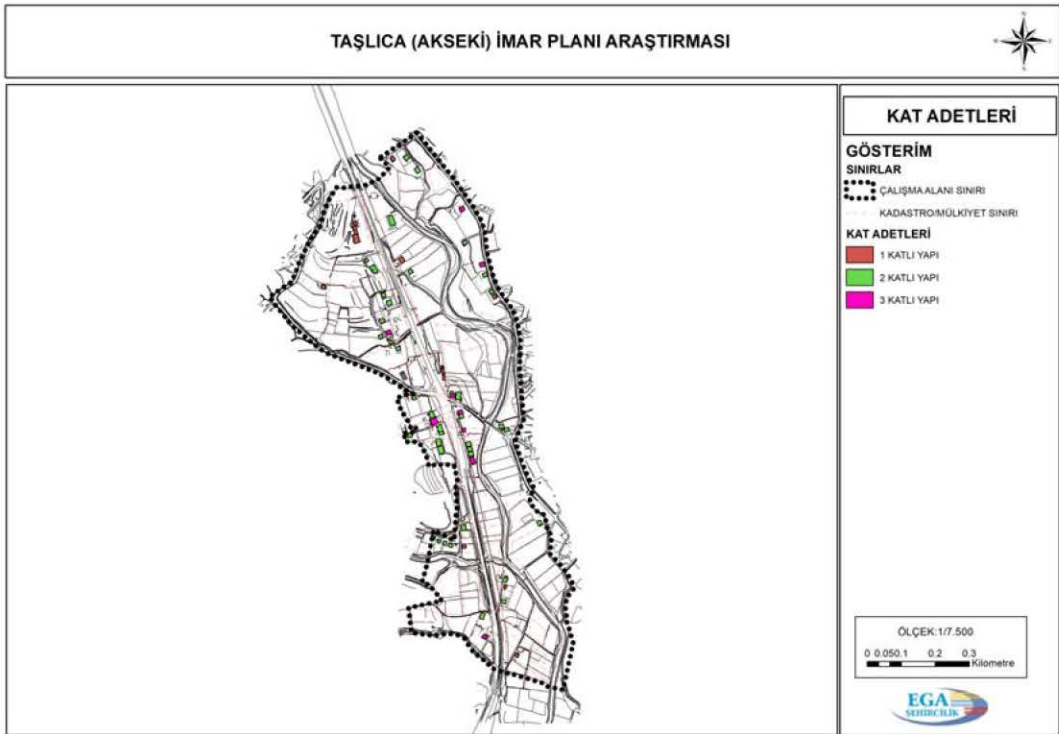 TAŞLICA (AKSEKİ) İMAR PLANI ARAŞTIRMASI
KAT ADETLERİ
GÖSTERİM
SINIRLAR
ÇALIŞMA ALANI SINIRI
KADASTRO/MÜLKİYET SINIRI
KAT ADETLERİ
1 KATLI YAPI
2 KATLI YAPI
3 KATLI YAPI
ÖLÇEK:1/7.500
0 0.050.1 0.2 0.3
Kilometre
EGA
ŞEHİRCİLİK